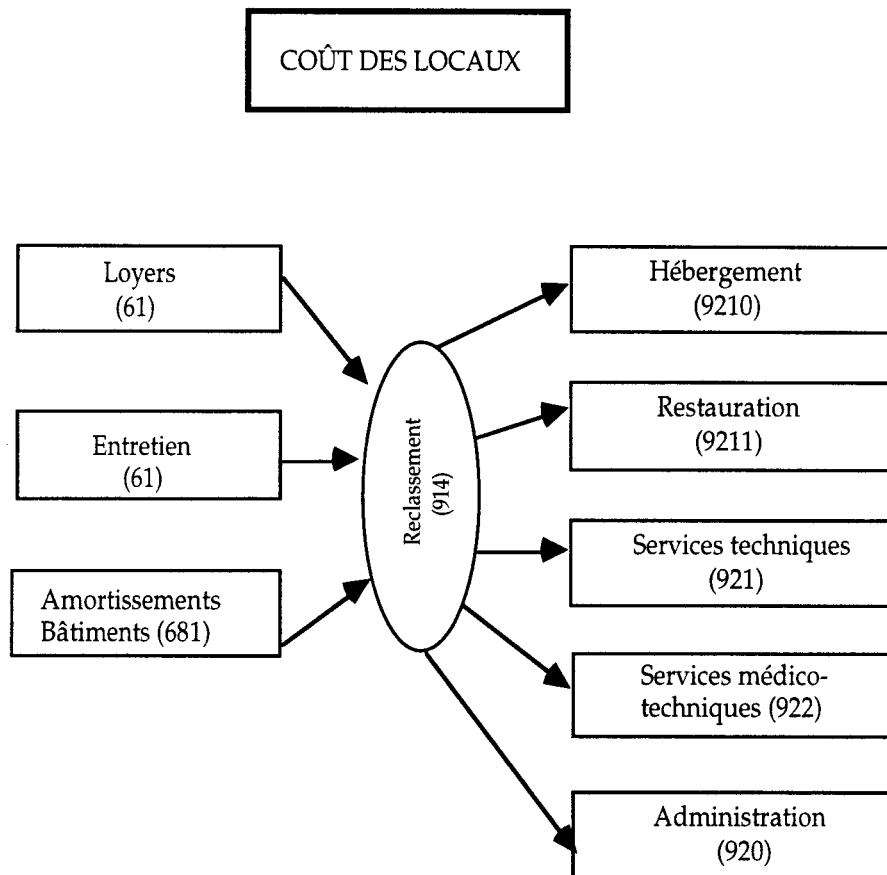 COÛT DES LOCAUX
Loyers
(61)
Entretien
(61)
Amortissements
Bâtiments (681)
Reclassement
(914)
Hébergement
(9210)
Restauration
(9211)
Services techniques
(921)
Services médico-
techniques (922)
Administration
(920)